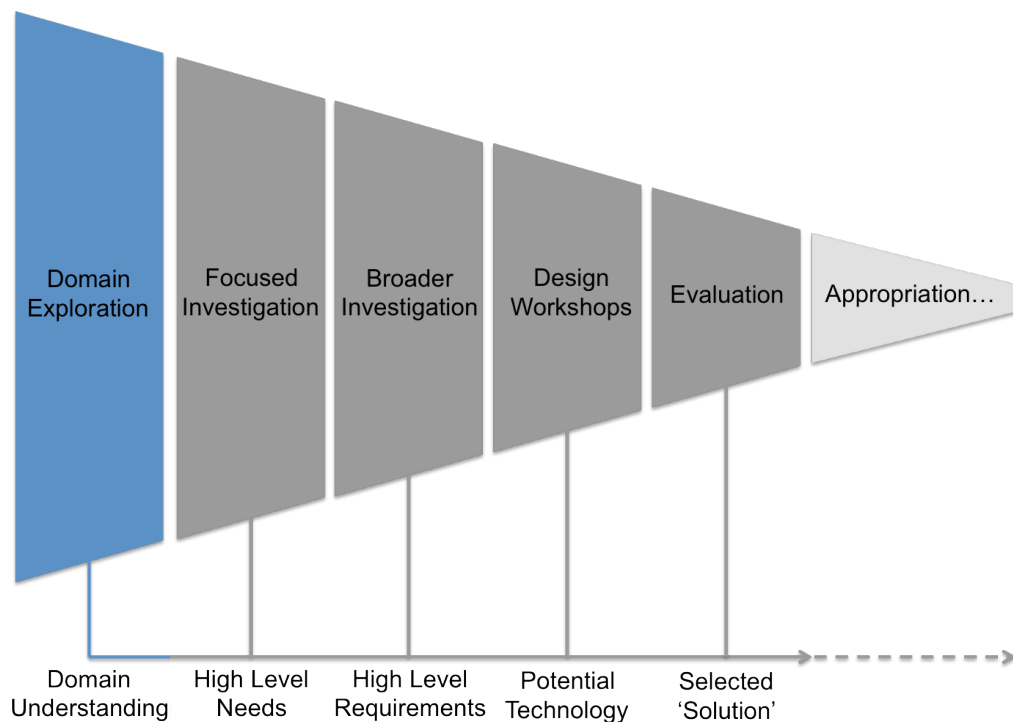 Domain
Exploration
Focused
Investigation
Broader
Investigation
Design
Workshops
Evaluation
Appropriation…
Domain
Understanding
High Level
Needs
High Level
Requirements
Potential
Technology
Selected
‘Solution’